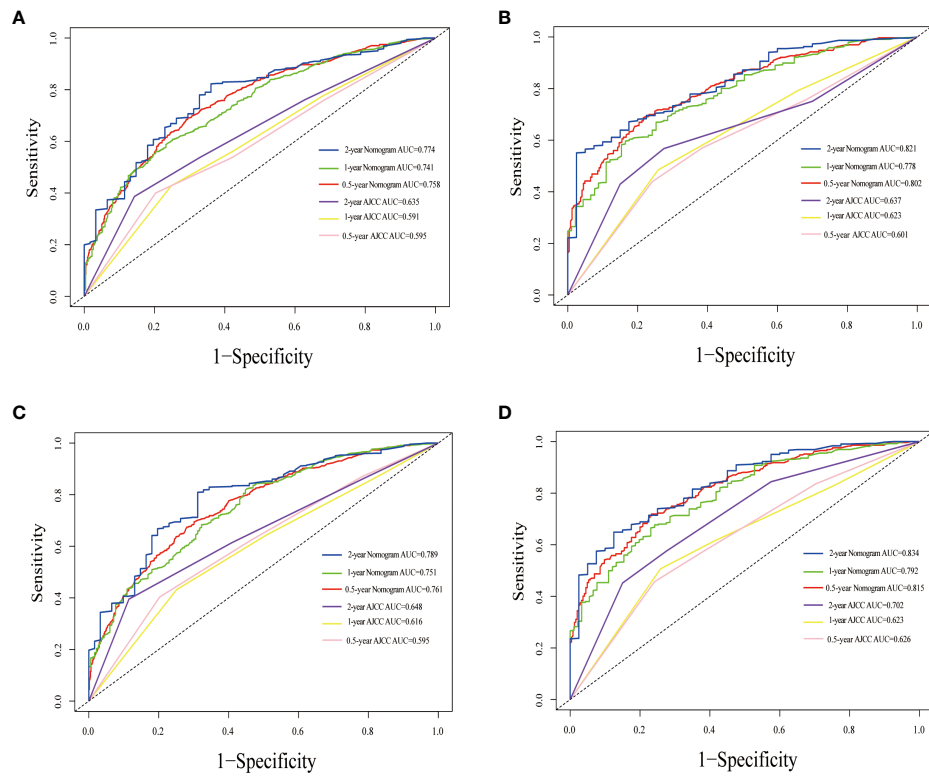 A
1.0
0.8
0.6
0.4
0.2
0.0
Sensitivity
2-year Nomogram AUC=0.774
1-year Nomogram AUC=0.741
0.5-year Nomogram AUC=0.758
2-year AJCC AUC=0.635
1-year AJCC AUC=0.591
0.5-year AJCC AUC=0.595
0.0 0.2 0.4 0.6 0.8 1.0
1−Specificity
B
1.0
0.8
0.6
0.4
0.2
0.0
Sensitivity
2-year Nomogram AUC=0.821
1-year Nomogram AUC=0.778
0.5-year Nomogram AUC=0.802
2-year AJCC AUC=0.637
1-year AJCC AUC=0.623
0.5-year AJCC AUC=0.601
0.0 0.2 0.4 0.6 0.8 1.0
1−Specificity
C
1.0
0.8
0.6
0.4
0.2
0.0
Sensitivity
2-year Nomogram AUC=0.789
1-year Nomogram AUC=0.751
0.5-year Nomogram AUC=0.761
2-year AJCC AUC=0.648
1-year AJCC AUC=0.616
0.5-year AJCC AUC=0.595
0.0 0.2 0.4 0.6 0.8 1.0
1−Specificity
D
1.0
0.8
0.6
0.4
0.2
0.0
Sensitivity
2-year Nomogram AUC=0.834
1-year Nomogram AUC=0.792
0.5-year Nomogram AUC=0.815
2-year AJCC AUC=0.702
1-year AJCC AUC=0.623
0.5-year AJCC AUC=0.626
0.0 0.2 0.4 0.6 0.8 1.0
1−Specificity